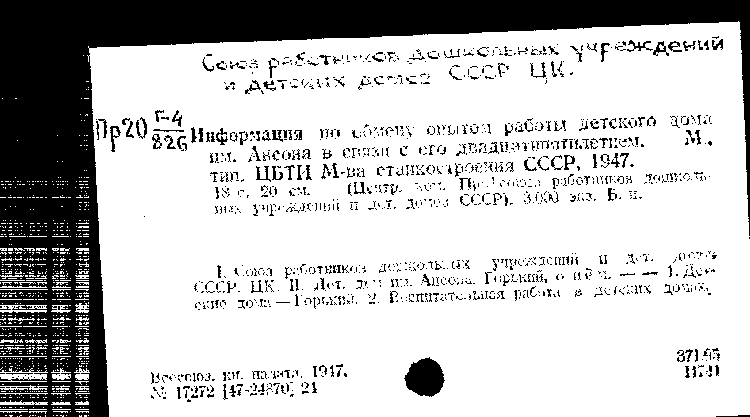 Союз работников дошкольных учреждений
и детских домов СССР ЦК.
Пр20 Г-4/826
Информация по обмену опытом работы детского дома
им. Ансона в связи с его двадцатипятилетием. М.,
тип. ЦБТИ М-ва станкостроения СССР, 1947.
18 с. 20 см. (Центр. ком. Профсоюза работников дошколь-
ных учреждений и дет. домов СССР). 3.000 экз. Б. ц.
I. Союз работников дошкольных учреждений и дет. домов
СССР. ЦК. II. Дет. дом им. Ансона. Горький, о нём. — — 1. Дет-
ские дома — Горький. 2. Воспитательная работа в детских домах.
Всесоюз. кн. палата. 1947.
№ 17272 [47-24370] 21
371.95